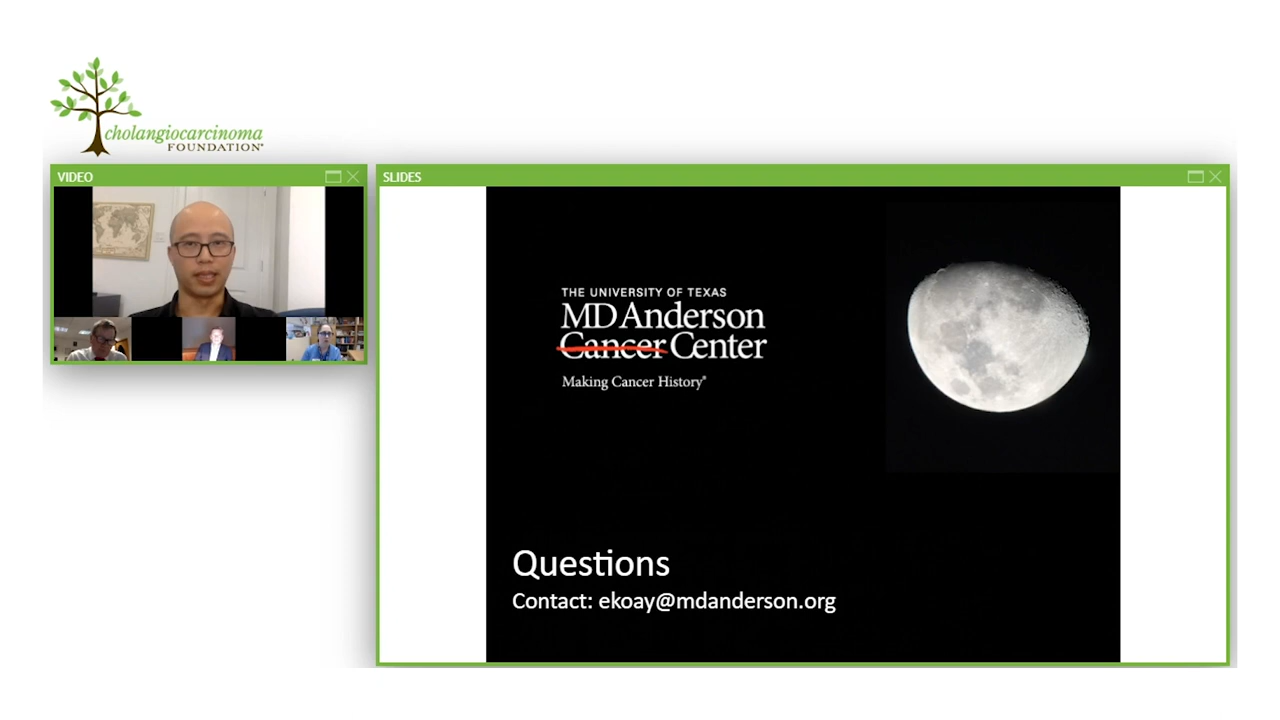 cholangiocarcinoma
FOUNDATION®
VIDEO
SLIDES
THE UNIVERSITY OF TEXAS
MD Anderson
Cancer Center
Making Cancer History®
Questions
Contact: ekoay@mdanderson.org